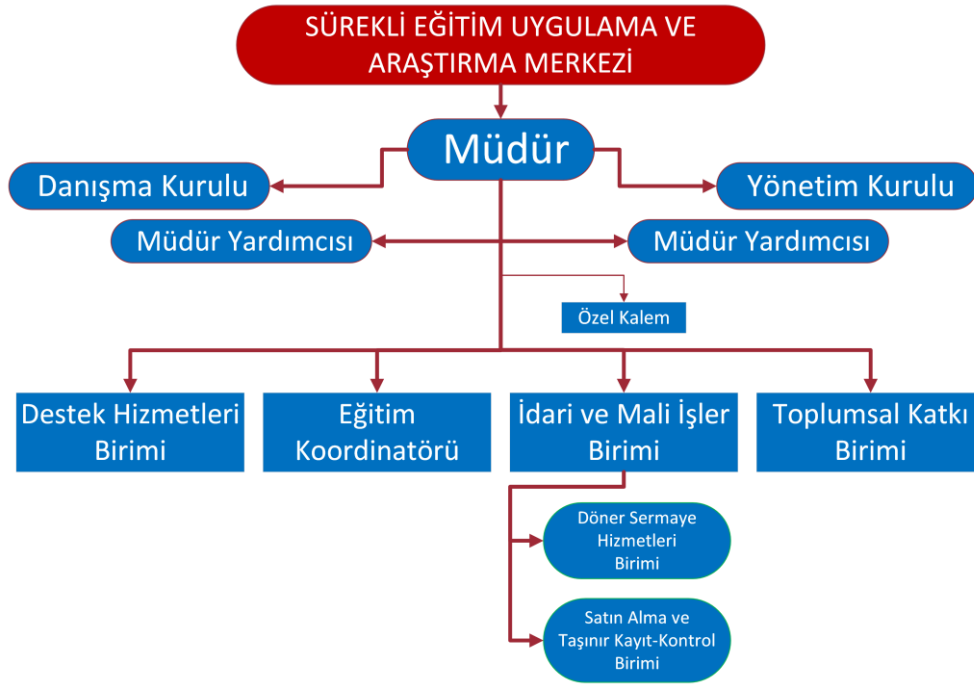 SÜREKLİ EĞİTİM UYGULAMA VE
ARAŞTIRMA MERKEZİ
Müdür
Danışma Kurulu
Yönetim Kurulu
Müdür Yardımcısı
Müdür Yardımcısı
Özel Kalem
Destek Hizmetleri
Birimi
Eğitim
Koordinatörü
İdari ve Mali İşler
Birimi
Toplumsal Katkı
Birimi
Döner Sermaye
Hizmetleri
Birimi
Satın Alma ve
Taşınır Kayıt-Kontrol
Birimi